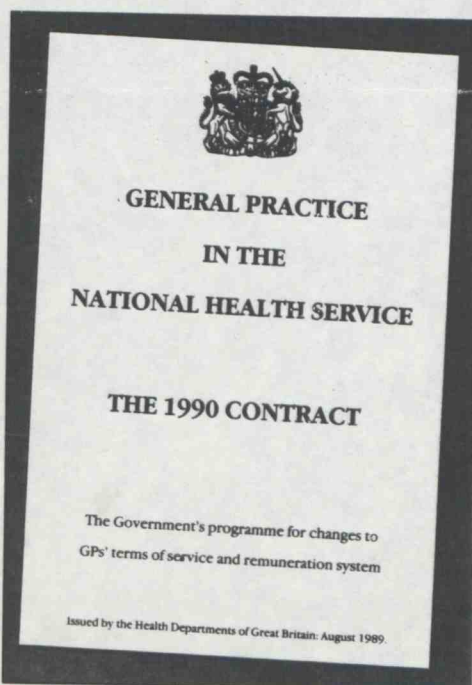 GENERAL PRACTICE
IN THE
NATIONAL HEALTH SERVICE
THE 1990 CONTRACT
The Government's programme for changes to
GPs' terms of service and remuneration system
Issued by the Health Departments of Great Britain: August 1989.